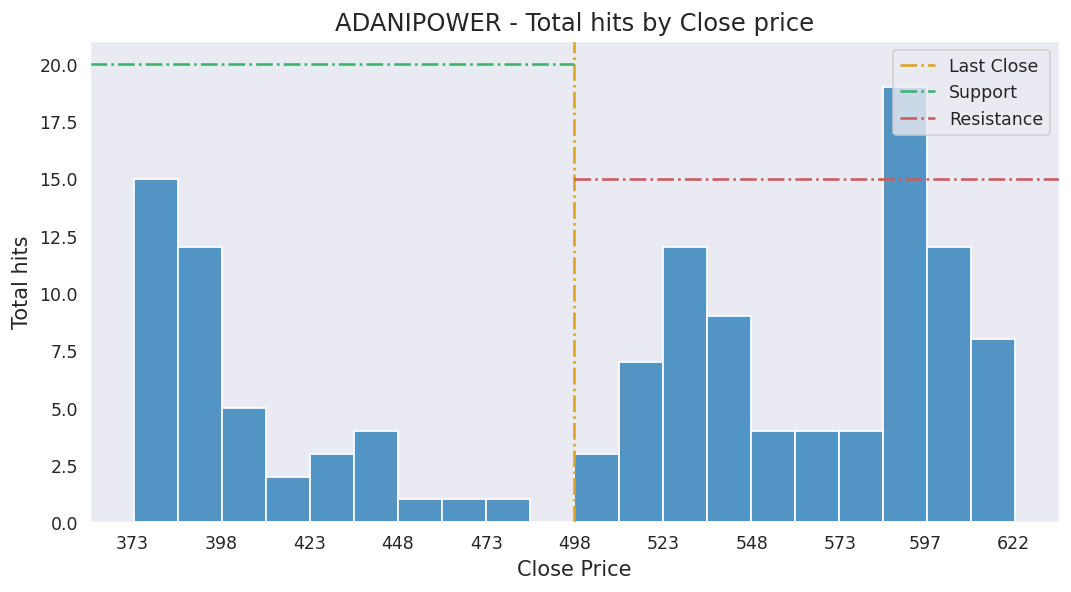 ADANIPOWER - Total hits by Close price
Last Close
Support
Resistance
Total hits
20.0
17.5
15.0
12.5
10.0
7.5
5.0
2.5
0.0
373 398 423 448 473 498 523 548 573 597 622
Close Price